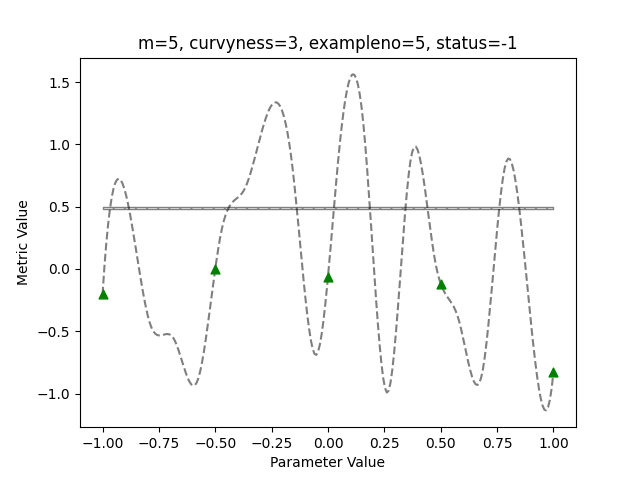 m=5, curvyness=3, exampleno=5, status=-1
Metric Value
1.5
1.0
0.5
0.0
−0.5
−1.0
−1.00 −0.75 −0.50 −0.25 0.00 0.25 0.50 0.75 1.00
Parameter Value